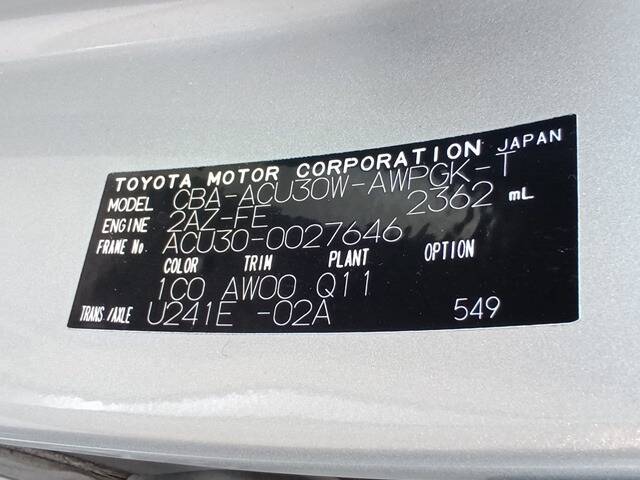 TOYOTA MOTOR CORPORATION JAPAN
MODEL CBA-ACU30W-AWPGK-T
ENGINE 2AZ-FE 2362 mL
FRAME No. ACU30-0027646
COLOR TRIM PLANT OPTION
1C0 AW00 Q11
TRANS./AXLE U241E -02A 549